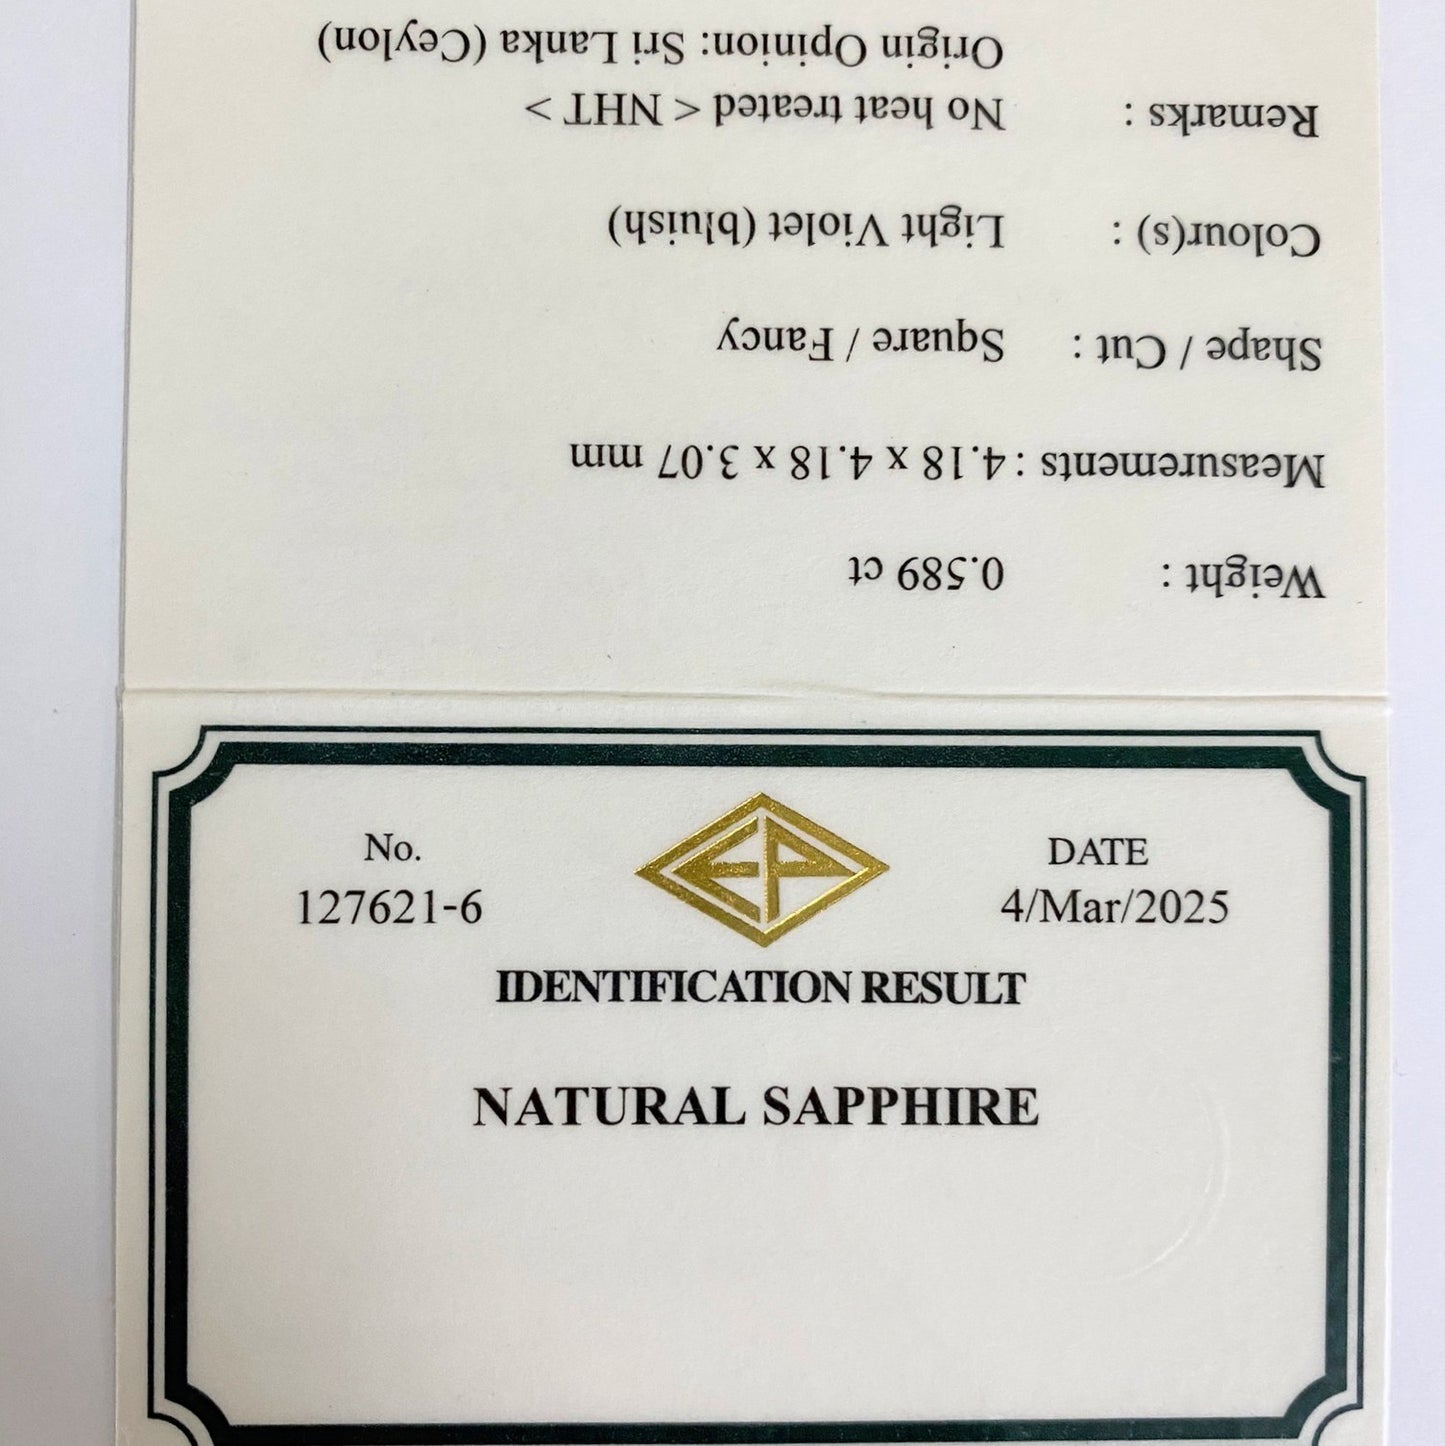 Weight : 0.589 ct
Measurements : 4.18 x 4.18 x 3.07 mm
Shape / Cut : Square / Fancy
Colour(s) : Light Violet (bluish)
Remarks : No heat treated < NHT >
Origin Opinion: Sri Lanka (Ceylon)
EP
No.
DATE
127621-6
4/Mar/2025
IDENTIFICATION RESULT
NATURAL SAPPHIRE